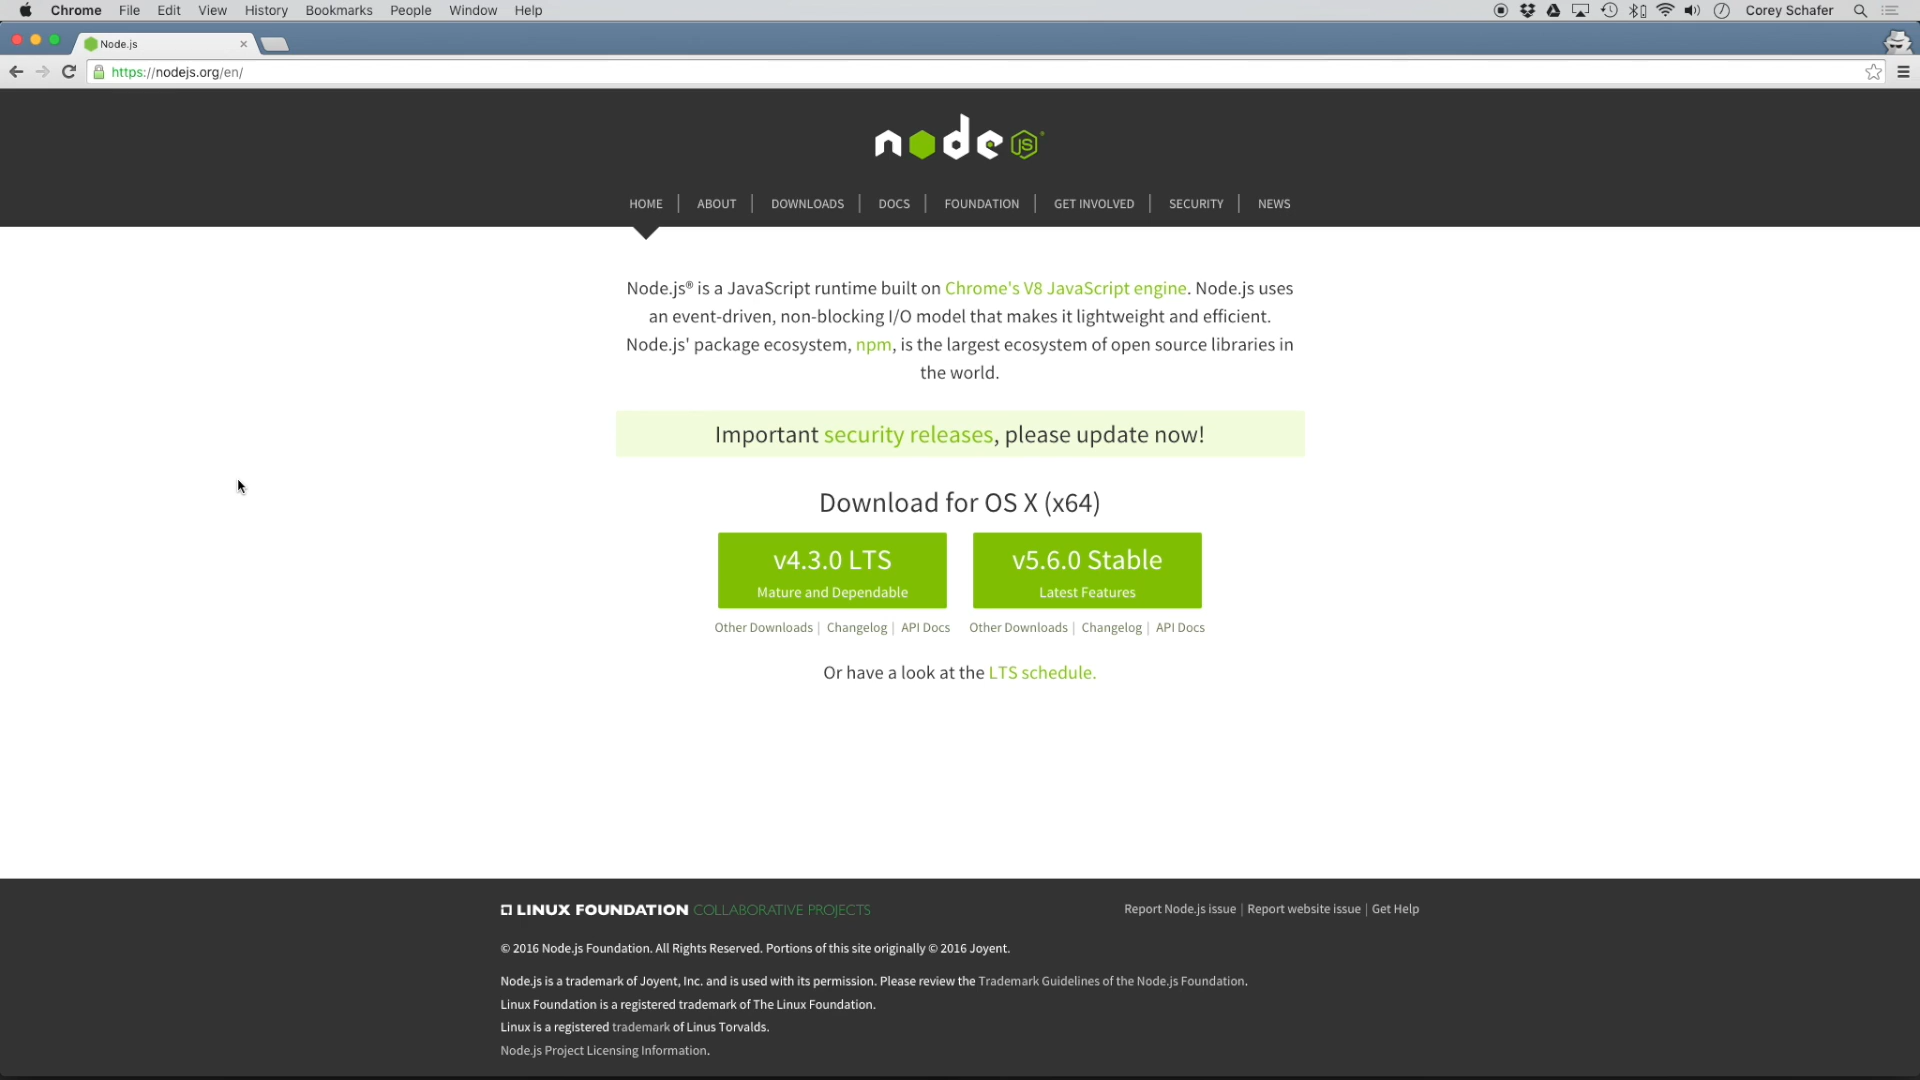 Chrome File Edit View History Bookmarks People Window Help Corey Schafer
Node.js
https://nodejs.org/en/
node JS
HOME | ABOUT | DOWNLOADS | DOCS | FOUNDATION | GET INVOLVED | SECURITY | NEWS
Node.js® is a JavaScript runtime built on Chrome's V8 JavaScript engine. Node.js uses
an event-driven, non-blocking I/O model that makes it lightweight and efficient.
Node.js' package ecosystem, npm, is the largest ecosystem of open source libraries in
the world.
Important security releases, please update now!
Download for OS X (x64)
v4.3.0 LTS
Mature and Dependable
v5.6.0 Stable
Latest Features
Other Downloads | Changelog | API Docs
Other Downloads | Changelog | API Docs
Or have a look at the LTS schedule.
LINUX FOUNDATION COLLABORATIVE PROJECTS
Report Node.js issue | Report website issue | Get Help
© 2016 Node.js Foundation. All Rights Reserved. Portions of this site originally © 2016 Joyent.
Node.js is a trademark of Joyent, Inc. and is used with its permission. Please review the Trademark Guidelines of the Node.js Foundation.
Linux Foundation is a registered trademark of The Linux Foundation.
Linux is a registered trademark of Linus Torvalds.
Node.js Project Licensing Information.